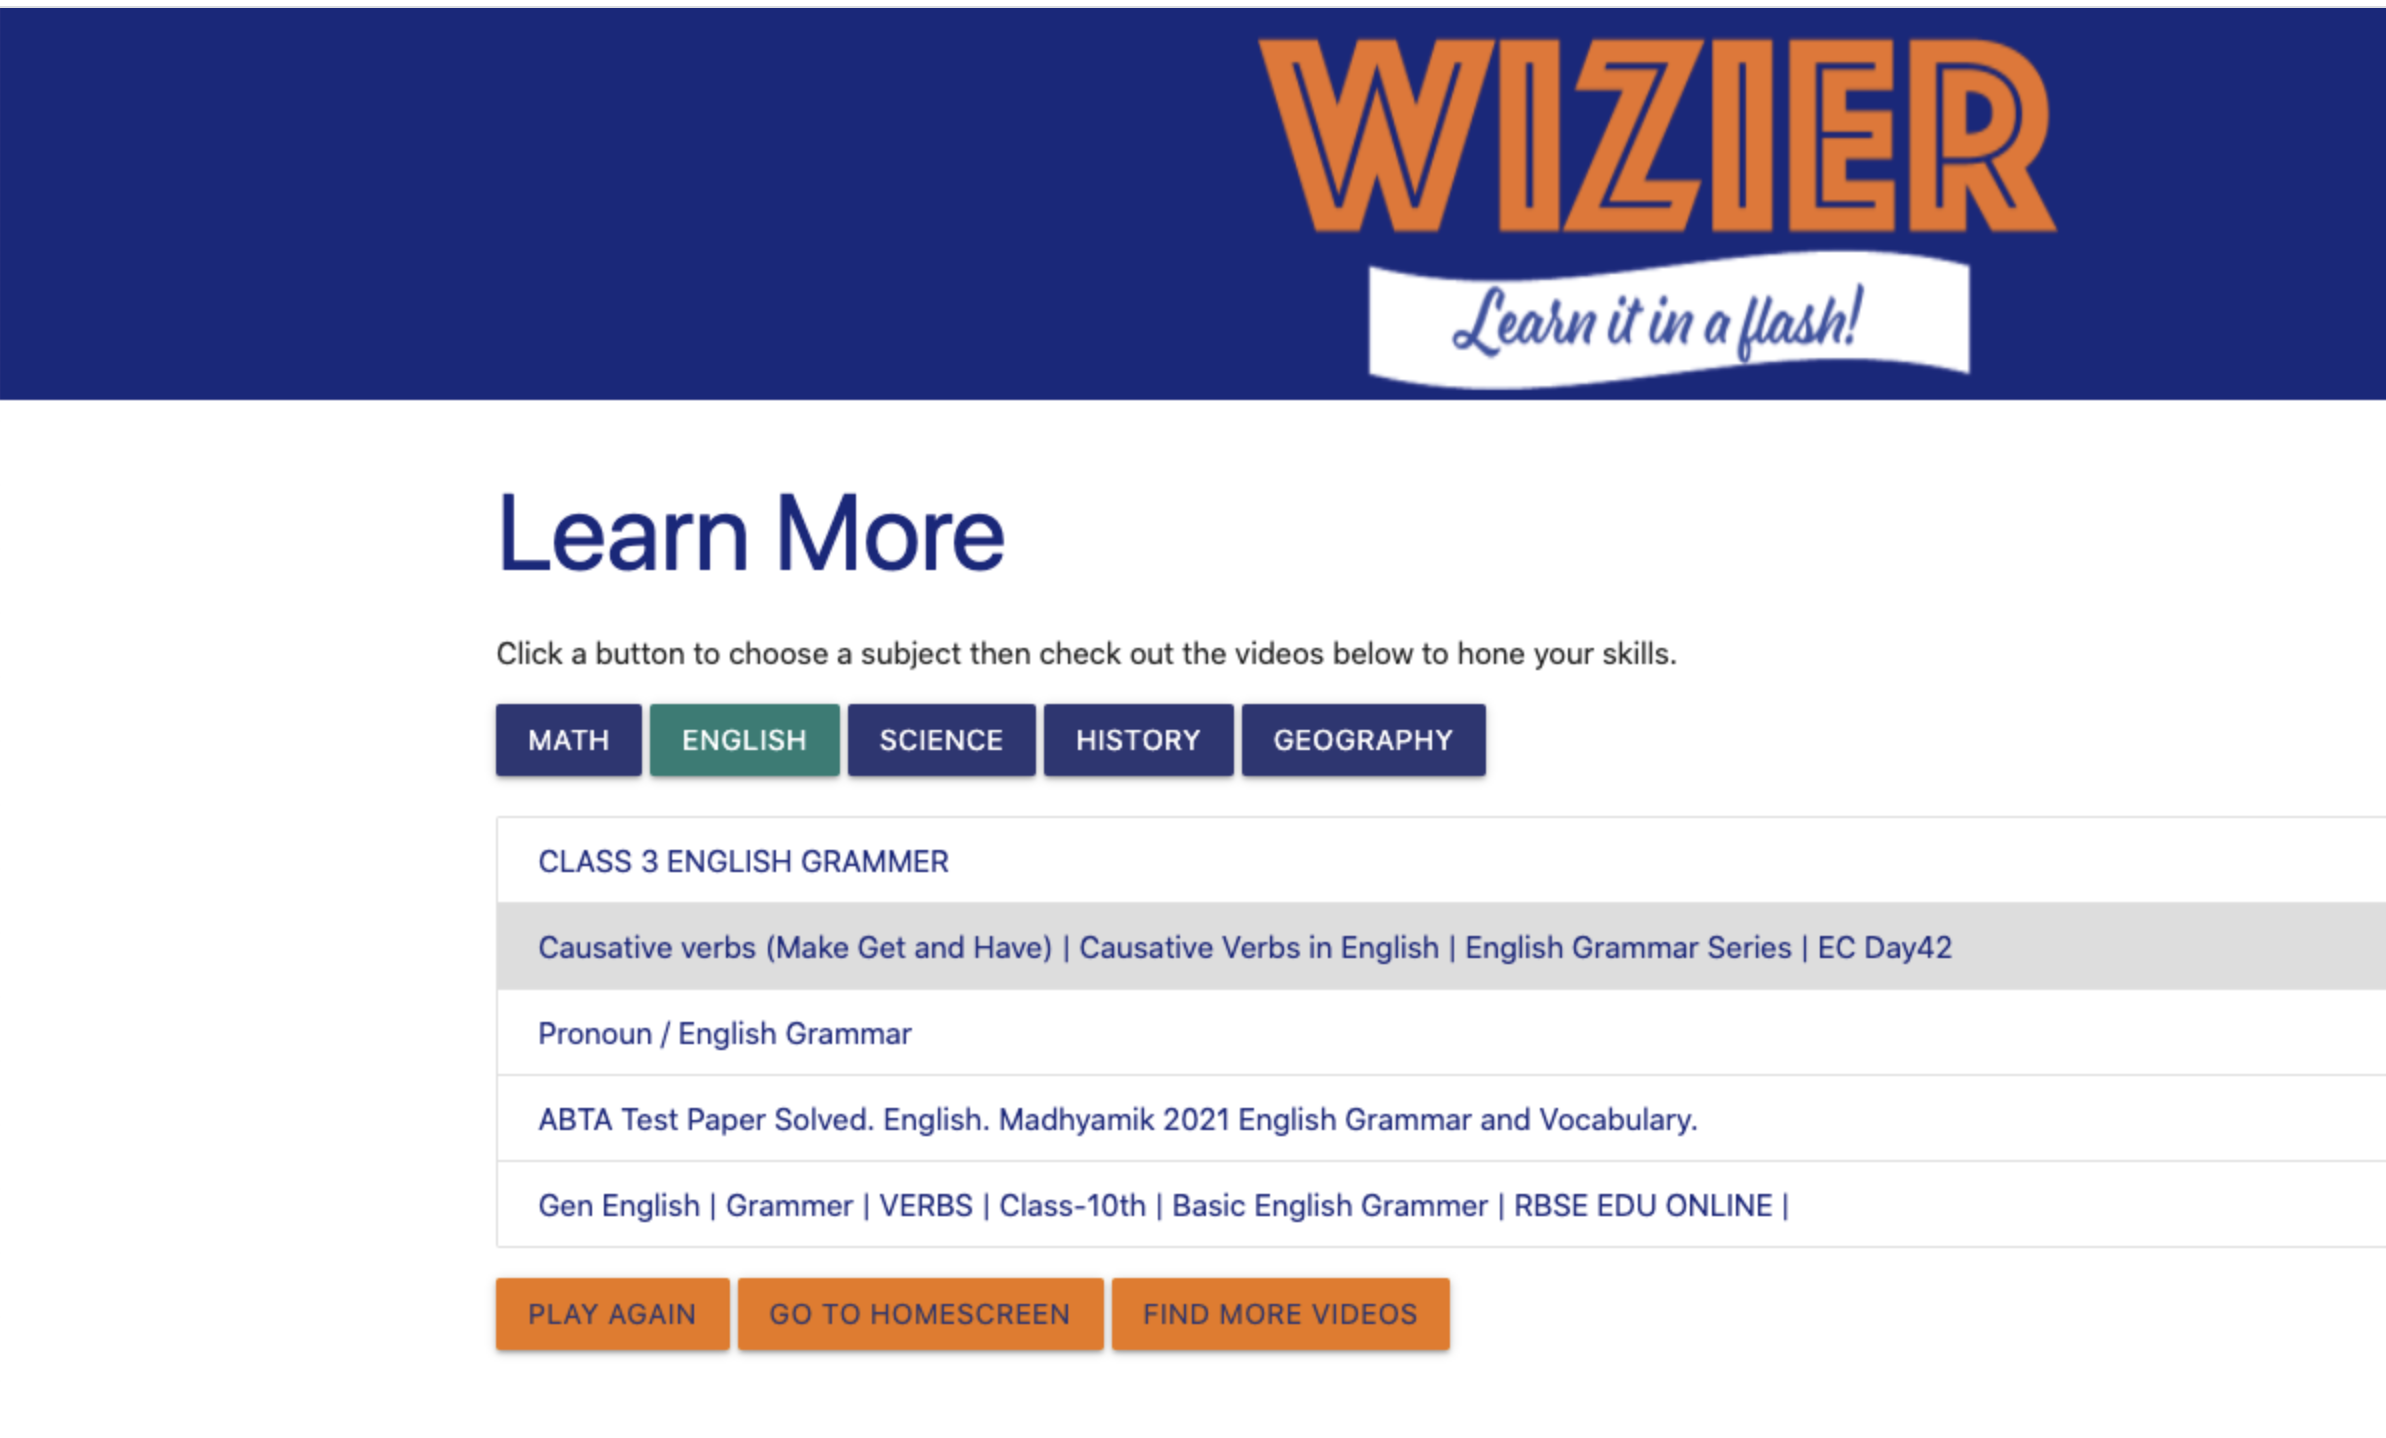 WIZIER
Learn it in a flash!
Learn More
Click a button to choose a subject then check out the videos below to hone your skills.
MATH ENGLISH SCIENCE HISTORY GEOGRAPHY
CLASS 3 ENGLISH GRAMMER
Causative verbs (Make Get and Have) | Causative Verbs in English | English Grammar Series | EC Day42
Pronoun / English Grammar
ABTA Test Paper Solved. English. Madhyamik 2021 English Grammar and Vocabulary.
Gen English | Grammer | VERBS | Class-10th | Basic English Grammer | RBSE EDU ONLINE |
PLAY AGAIN GO TO HOMESCREEN FIND MORE VIDEOS